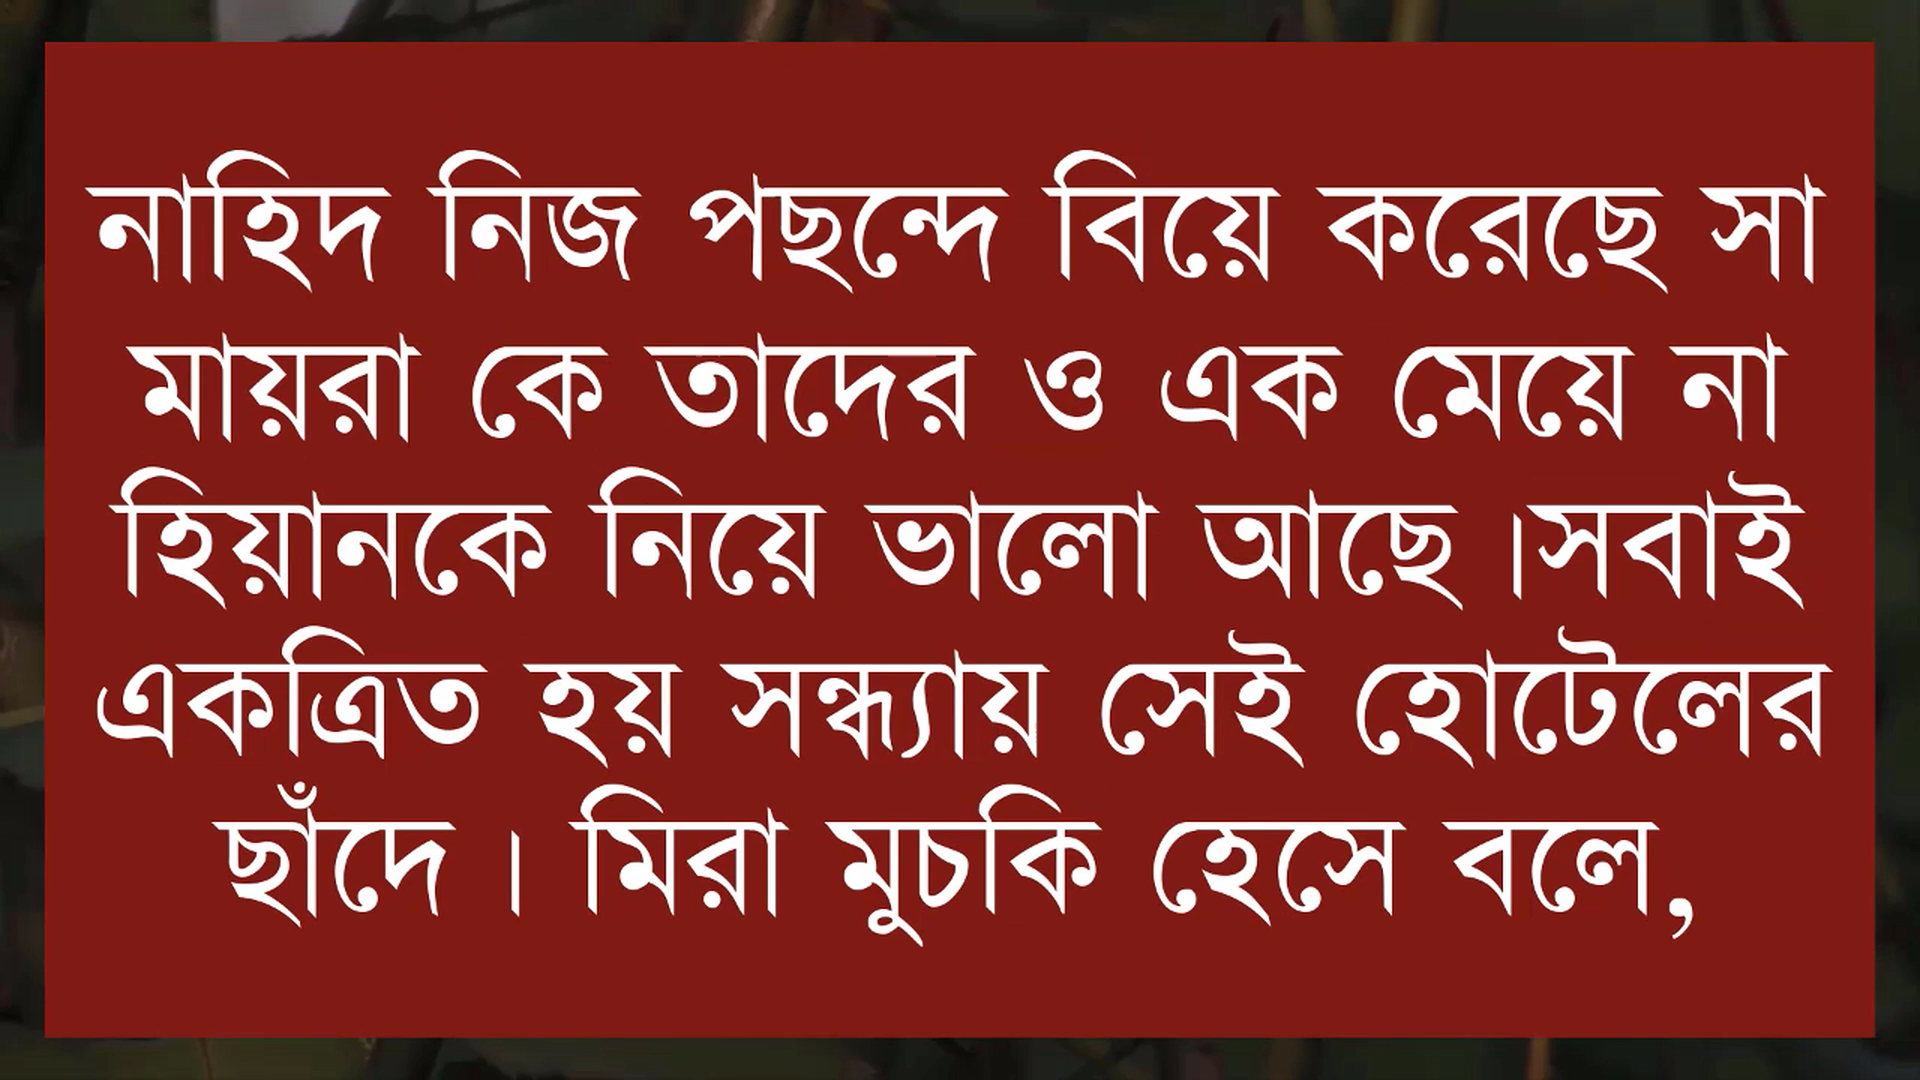 নাহিদ নিজ পছন্দে বিয়ে করেছে সা
মায়রা কে তাদের ও এক মেয়ে না
হিয়ানকে নিয়ে ভালো আছে ।সবাই
একত্রিত হয় সন্ধ্যায় সেই হোটেলের
ছাঁদে । মিরা মুচকি হেসে বলে,